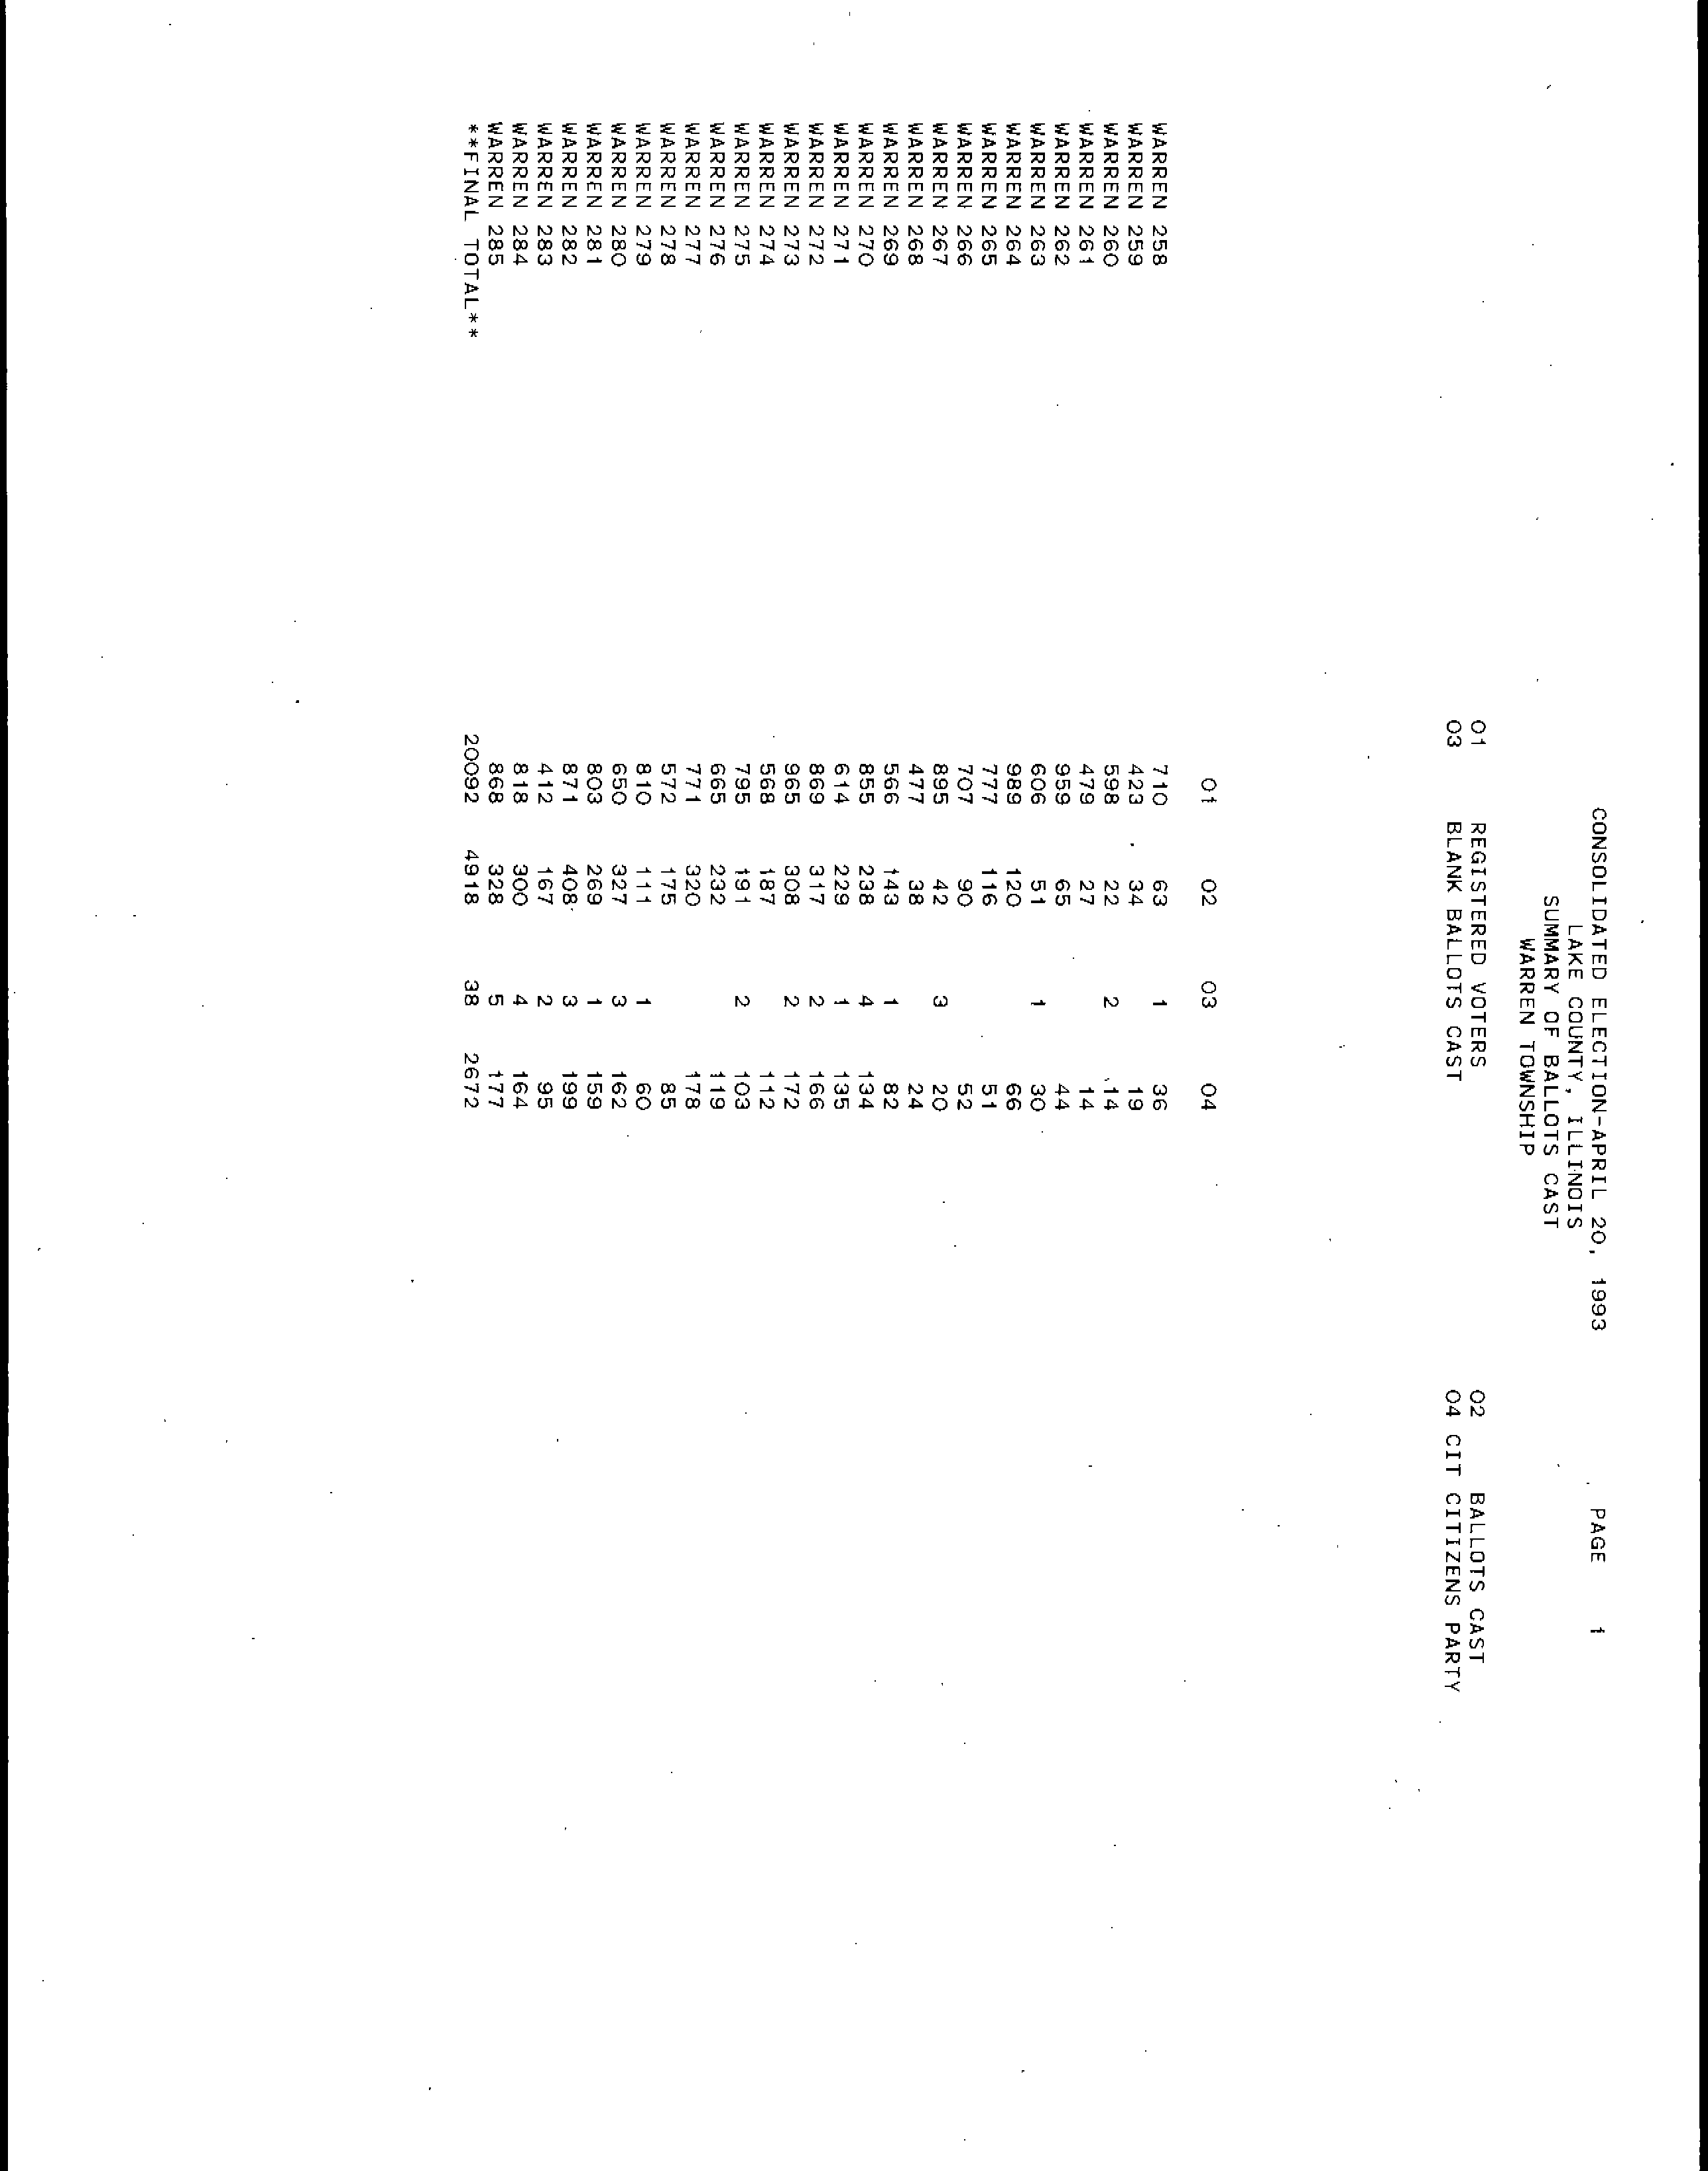 CONSOLIDATED ELECTION-APRIL 20, 1993 PAGE 1
LAKE COUNTY, ILLINOIS
SUMMARY OF BALLOTS CAST
WARREN TOWNSHIP
01 REGISTERED VOTERS 02 BALLOTS CAST
03 BLANK BALLOTS CAST 04 CIT CITIZENS PARTY
01 02 03 04
WARREN 258 710 63 1 36
WARREN 259 423 34 19
WARREN 260 598 22 2 14
WARREN 261 479 27 14
WARREN 262 959 65 44
WARREN 263 606 51 1 30
WARREN 264 989 120 66
WARREN 265 777 116 51
WARREN 266 707 90 52
WARREN 267 895 42 3 20
WARREN 268 477 38 24
WARREN 269 566 143 1 82
WARREN 270 855 238 4 134
WARREN 271 614 229 1 135
WARREN 272 869 317 2 166
WARREN 273 965 308 2 172
WARREN 274 568 187 112
WARREN 275 795 191 2 103
WARREN 276 665 232 119
WARREN 277 771 320 178
WARREN 278 572 175 85
WARREN 279 810 111 1 60
WARREN 280 650 327 3 162
WARREN 281 803 269 1 159
WARREN 282 871 408 3 199
WARREN 283 412 167 2 95
WARREN 284 818 300 4 164
WARREN 285 868 328 5 177
**FINAL TOTAL** 20092 4918 38 2672